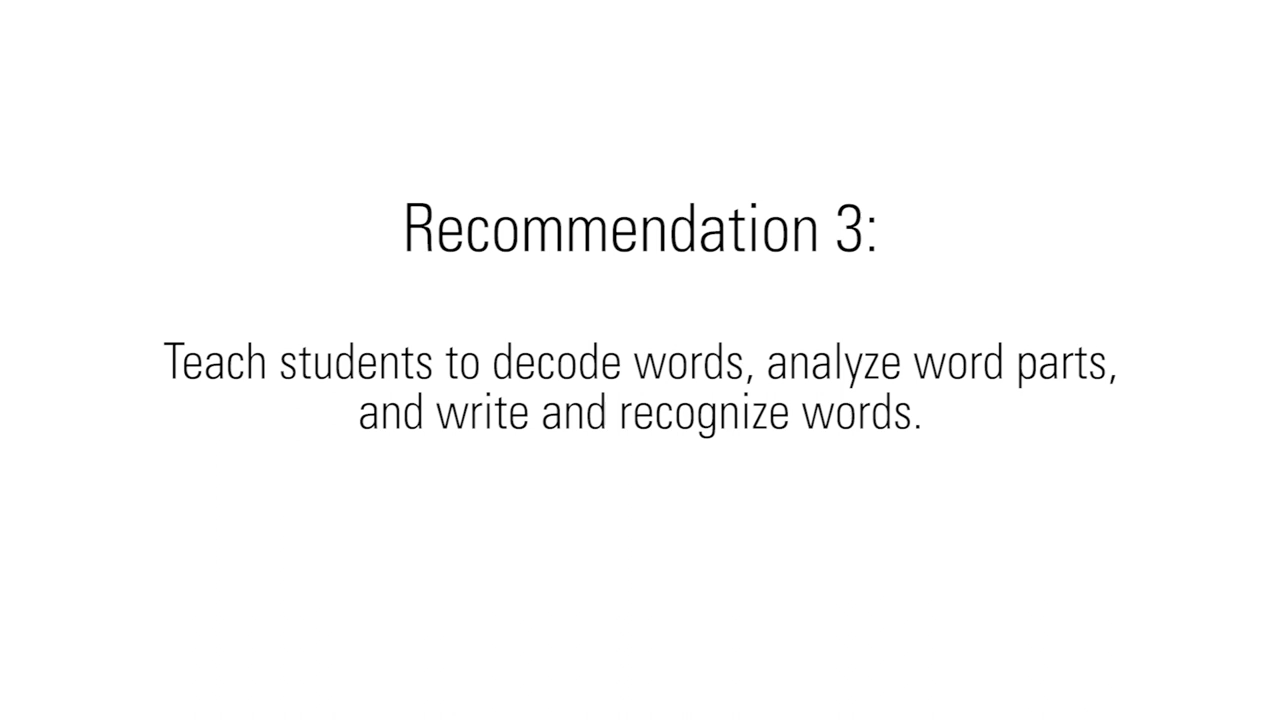 Recommendation 3:
Teach students to decode words, analyze word parts,
and write and recognize words.